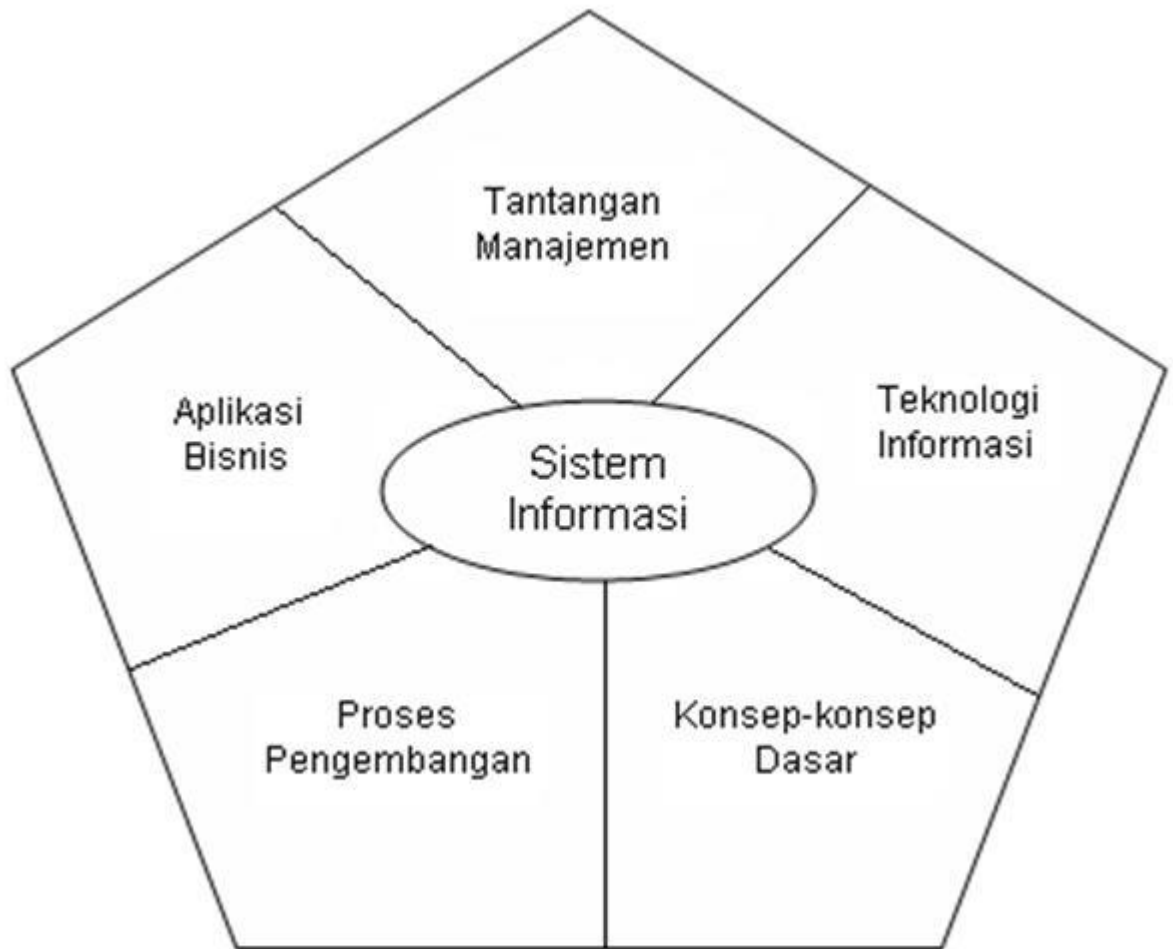 Tantangan
Manajemen
Aplikasi
Bisnis
Teknologi
Informasi
Sistem
Informasi
Proses
Pengembangan
Konsep-konsep
Dasar